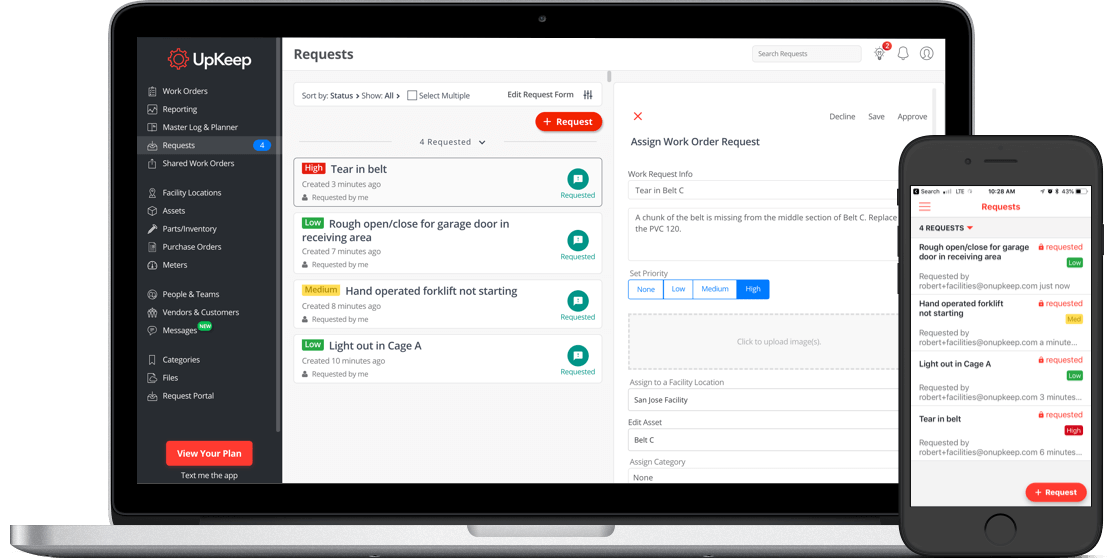 UpKeep
Work Orders
Reporting
Master Log & Planner
Requests 4
Shared Work Orders
Facility Locations
Assets
Parts/Inventory
Purchase Orders
Meters
People & Teams
Vendors & Customers
Messages NEW
Categories
Files
Request Portal
View Your Plan
Text me the app
Requests
Search Requests
2
Sort by: Status > Show: All > Select Multiple Edit Request Form
+ Request
4 Requested
High Tear in belt
Created 3 minutes ago
Requested by me
Requested
Low Rough open/close for garage door in
receiving area
Created 7 minutes ago
Requested by me
Requested
Medium Hand operated forklift not starting
Created 8 minutes ago
Requested by me
Requested
Low Light out in Cage A
Created 10 minutes ago
Requested by me
Requested
Decline Save Approve
Assign Work Order Request
Work Request Info
Tear in Belt C
A chunk of the belt is missing from the middle section of Belt C. Replace
the PVC 120.
Set Priority
None Low Medium High
Click to upload image(s).
Assign to a Facility Location
San Jose Facility
Edit Asset
Belt C
Assign Category
None
Search LTE 10:28 AM 43%
Requests
4 REQUESTS
Rough open/close for garage
door in receiving area
requested
Low
Requested by
robert+facilities@onupkeep.com just now
Hand operated forklift
not starting
requested
Med
Requested by
robert+facilities@onupkeep.com a minute...
Light out in Cage A
requested
Low
Requested by
robert+facilities@onupkeep.com 3 minutes...
Tear in belt
requested
High
Requested by
robert+facilities@onupkeep.com 6 minutes...
+ Request